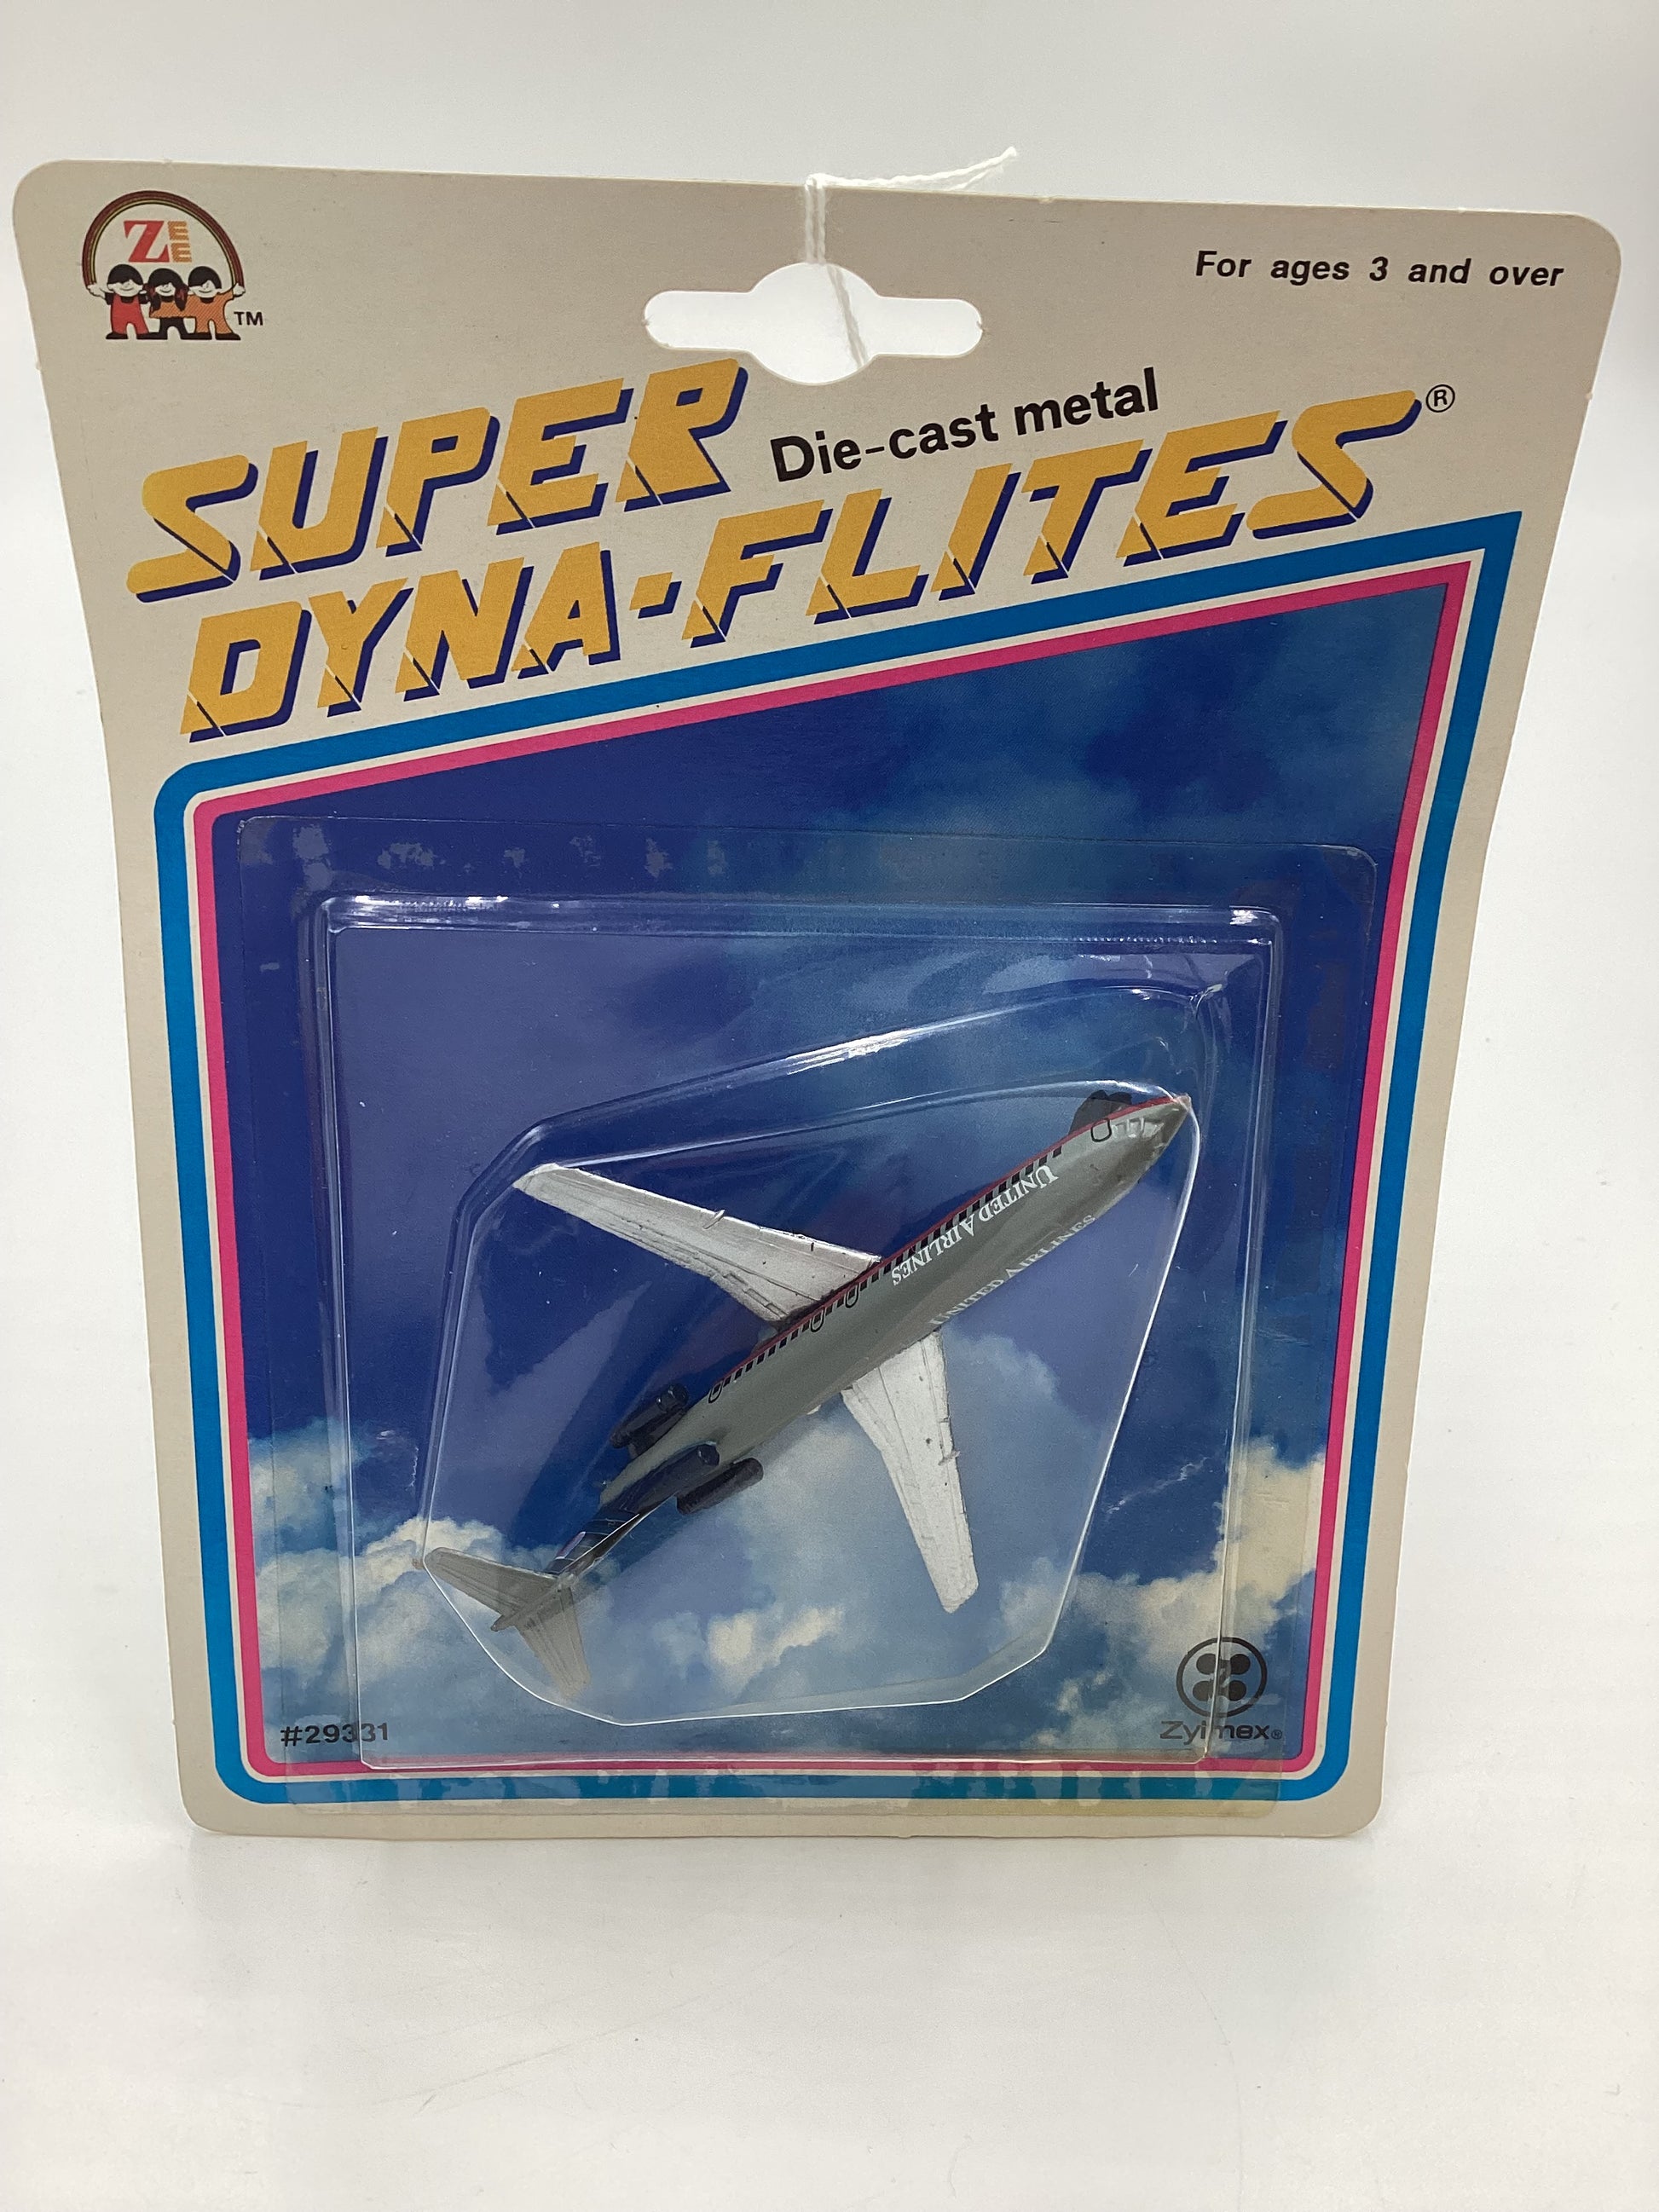 ZEE
TM
For ages 3 and over
SUPER
Die-cast metal
DYNA·FLITES®
UNITED AIRLINES
UNITED AIRLINES
#29331
Z
Zylmex®